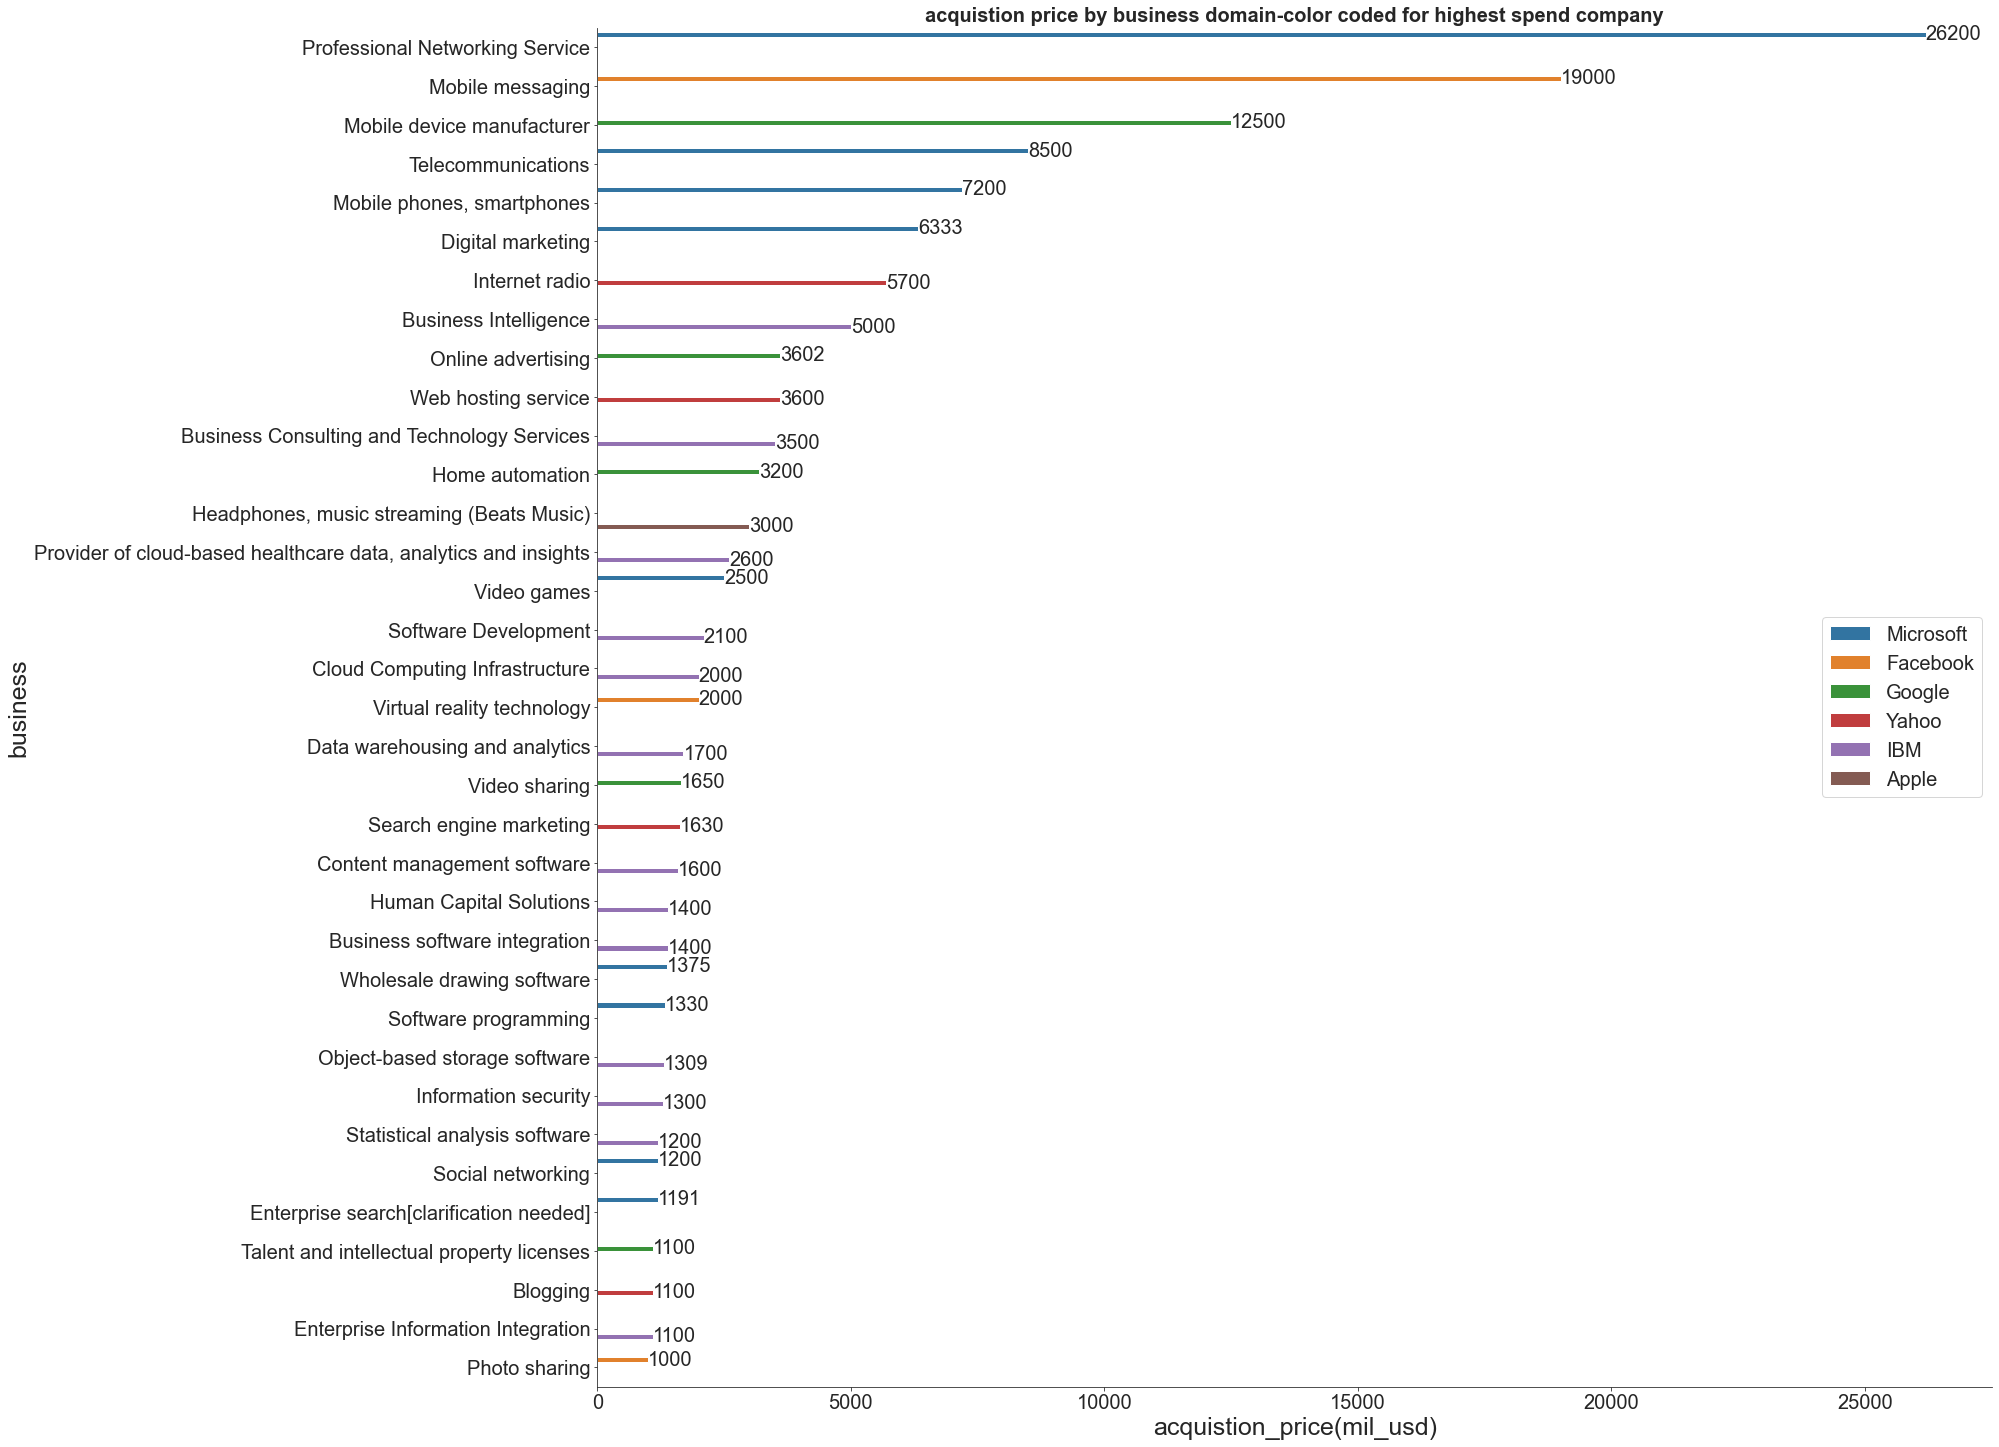 acquistion price by business domain-color coded for highest spend company
Professional Networking Service 26200
Mobile messaging 19000
Mobile device manufacturer 12500
Telecommunications 8500
Mobile phones, smartphones 7200
Digital marketing 6333
Internet radio 5700
Business Intelligence 5000
Online advertising 3602
Web hosting service 3600
Business Consulting and Technology Services 3500
Home automation 3200
Headphones, music streaming (Beats Music) 3000
Provider of cloud-based healthcare data, analytics and insights 2600
Video games 2500
Software Development 2100
Cloud Computing Infrastructure 2000
Virtual reality technology 2000
Data warehousing and analytics 1700
Video sharing 1650
Search engine marketing 1630
Content management software 1600
Human Capital Solutions 1400
Business software integration 1400
Wholesale drawing software 1375
Software programming 1330
Object-based storage software 1309
Information security 1300
Statistical analysis software 1200
Social networking 1200
Enterprise search[clarification needed] 1191
Talent and intellectual property licenses 1100
Blogging 1100
Enterprise Information Integration 1100
Photo sharing 1000
business
Microsoft
Facebook
Google
Yahoo
IBM
Apple
0 5000 10000 15000 20000 25000
acquistion_price(mil_usd)